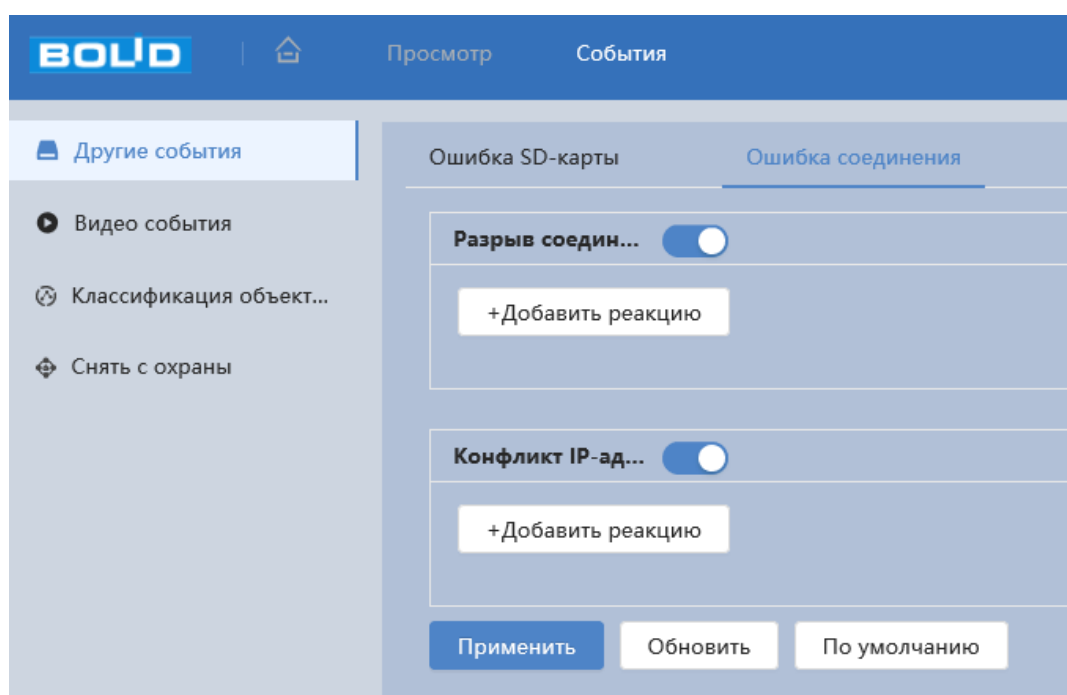 BOLID
Просмотр События
Другие события
Видео события
Классификация объект...
Снять с охраны
Ошибка SD-карты Ошибка соединения
Разрыв соедин...
+Добавить реакцию
Конфликт IP-ад...
+Добавить реакцию
Применить Обновить По умолчанию